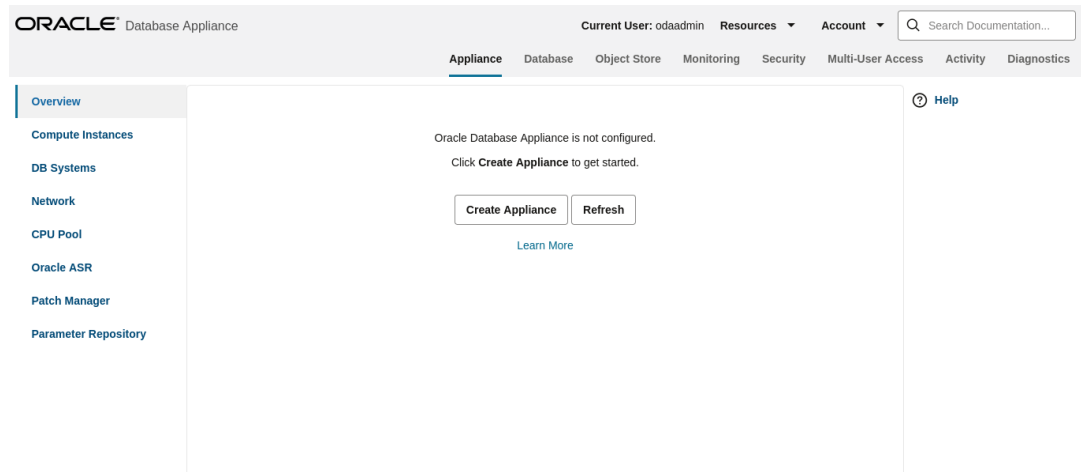 ORACLE® Database Appliance
Current User: odaadmin Resources Account Search Documentation...
Appliance Database Object Store Monitoring Security Multi-User Access Activity Diagnostics
Overview
Compute Instances
DB Systems
Network
CPU Pool
Oracle ASR
Patch Manager
Parameter Repository
Oracle Database Appliance is not configured.
Click Create Appliance to get started.
Create Appliance Refresh
Learn More
Help